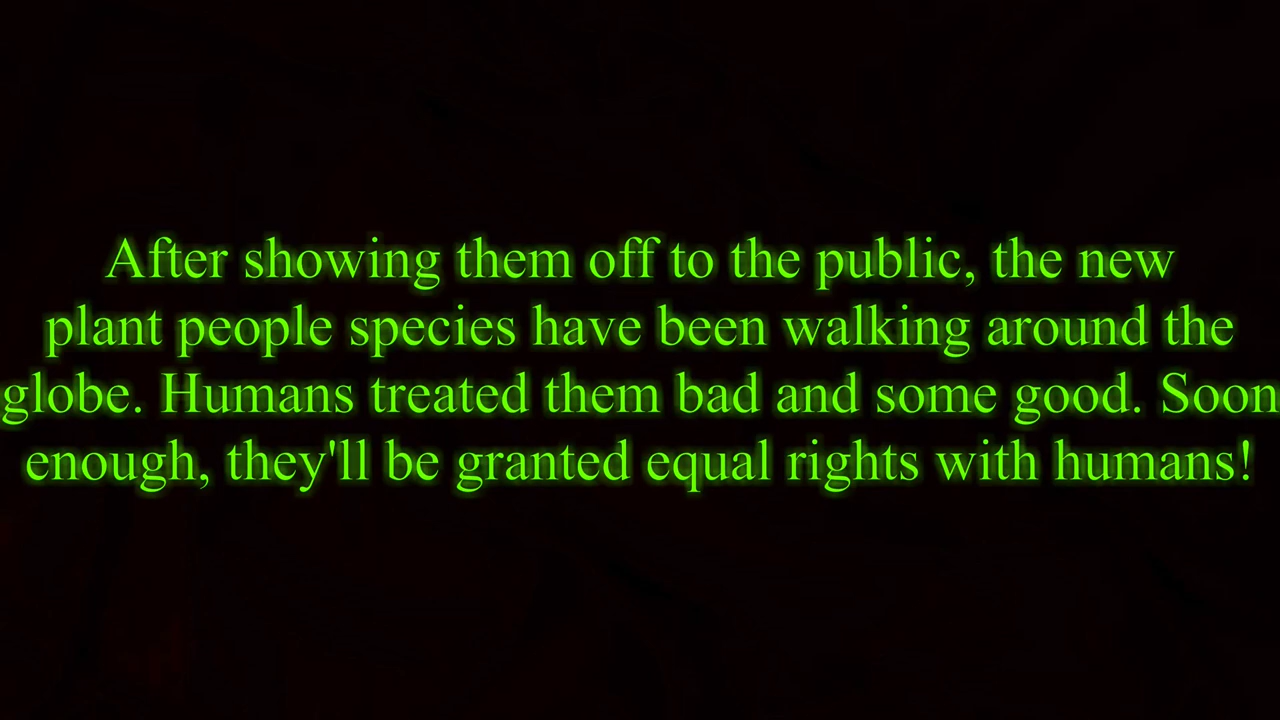 After showing them off to the public, the new
plant people species have been walking around the
globe. Humans treated them bad and some good. Soon
enough, they'll be granted equal rights with humans!